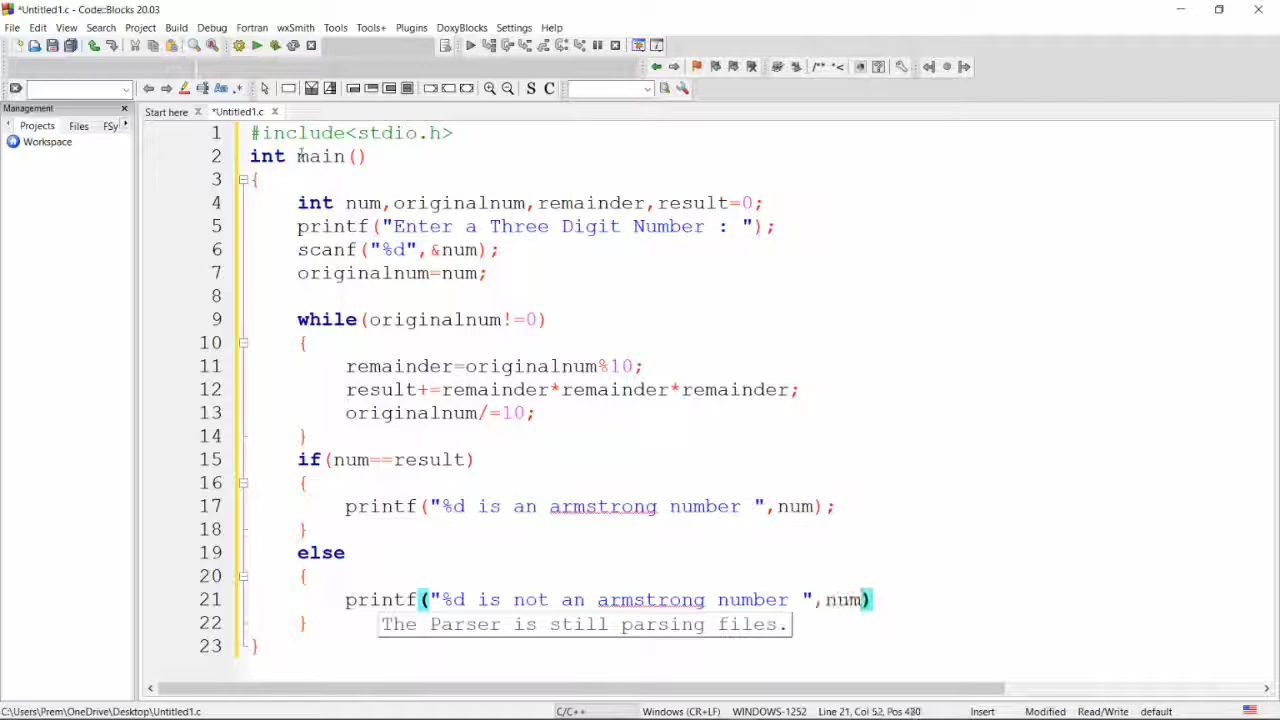 *Untitled1.c - Code::Blocks 20.03
File Edit View Search Project Build Debug Fortran wxSmith Tools Tools+ Plugins DoxyBlocks Settings Help
/** *<
S C
Management
Start here
*Untitled1.c
Projects Files FSy
Workspace
1 #include<stdio.h>
2 int main()
3 {
4 int num,originalnum,remainder,result=0;
5 printf("Enter a Three Digit Number : ");
6 scanf("%d",&num);
7 originalnum=num;
8
9 while(originalnum!=0)
10 {
11 remainder=originalnum%10;
12 result+=remainder*remainder*remainder;
13 originalnum/=10;
14 }
15 if(num==result)
16 {
17 printf("%d is an armstrong number ",num);
18 }
19 else
20 {
21 printf("%d is not an armstrong number ",num)
22 }
The Parser is still parsing files.
23 }
C:\Users\Prem\OneDrive\Desktop\Untitled1.c C/C++ Windows (CR+LF) WINDOWS-1252 Line 21, Col 52, Pos 480 Insert Modified Read/Write default